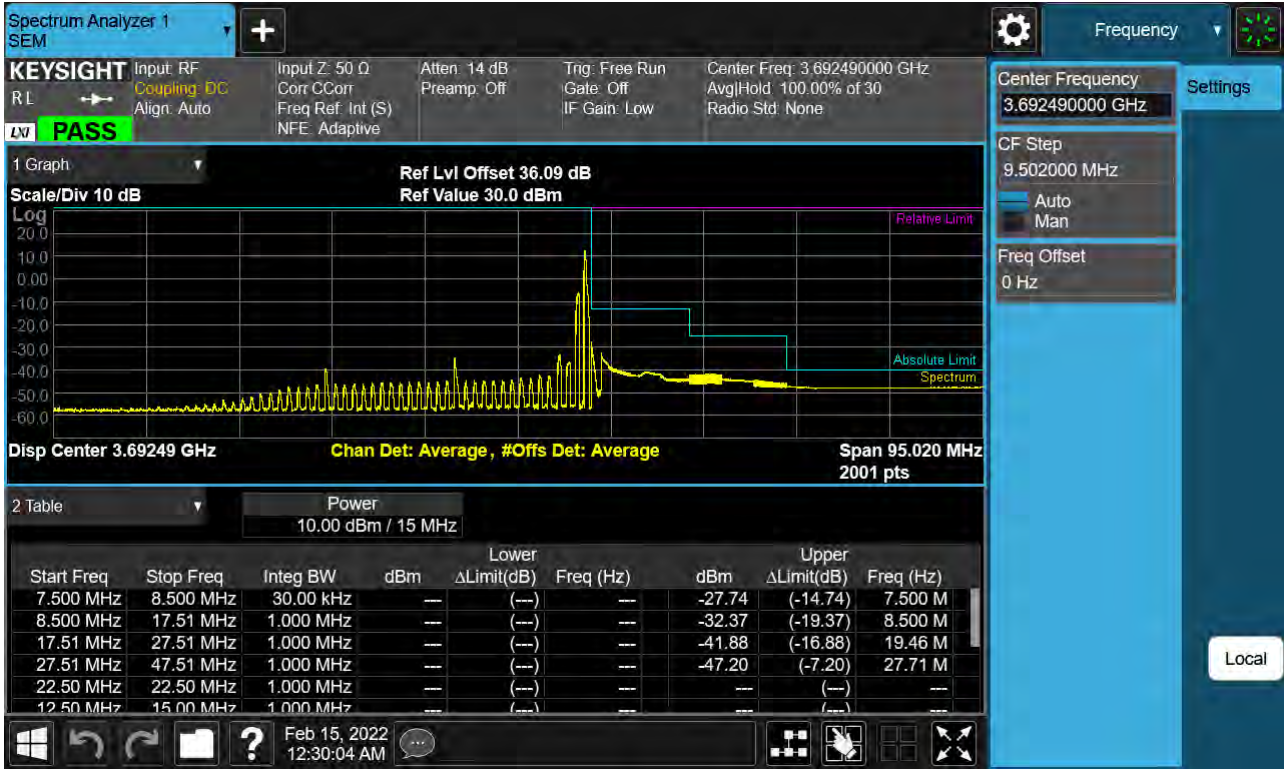 Spectrum Analyzer 1
SEM
+
Frequency
KEYSIGHT
R L
LXI
PASS
Input: RF
Coupling: DC
Align: Auto
Input Z: 50 Ω
Corr CCorr
Freq Ref: Int (S)
NFE: Adaptive
Atten: 14 dB
Preamp: Off
Trig: Free Run
Gate: Off
IF Gain: Low
Center Freq: 3.692490000 GHz
Avg|Hold: 100.00% of 30
Radio Std: None
Center Frequency
3.692490000 GHz
Settings
CF Step
9.502000 MHz
Auto
Man
Freq Offset
0 Hz
1 Graph
Scale/Div 10 dB
Ref Lvl Offset 36.09 dB
Ref Value 30.0 dBm
Log
20.0
10.0
0.00
-10.0
-20.0
-30.0
-40.0
-50.0
-60.0
Relative Limit
Absolute Limit
Spectrum
Disp Center 3.69249 GHz
Chan Det: Average , #Offs Det: Average
Span 95.020 MHz
2001 pts
2 Table
Power
10.00 dBm / 15 MHz
Lower Upper
Start Freq Stop Freq Integ BW dBm ΔLimit(dB) Freq (Hz) dBm ΔLimit(dB) Freq (Hz)
7.500 MHz 8.500 MHz 30.00 kHz --- (---) --- -27.74 (-14.74) 7.500 M
8.500 MHz 17.51 MHz 1.000 MHz --- (---) --- -32.37 (-19.37) 8.500 M
17.51 MHz 27.51 MHz 1.000 MHz --- (---) --- -41.88 (-16.88) 19.46 M
27.51 MHz 47.51 MHz 1.000 MHz --- (---) --- -47.20 (-7.20) 27.71 M
22.50 MHz 22.50 MHz 1.000 MHz --- (---) --- --- (---) ---
12.50 MHz 15.00 MHz 1.000 MHz --- (---) --- --- (---) ---
Local
?
Feb 15, 2022
12:30:04 AM